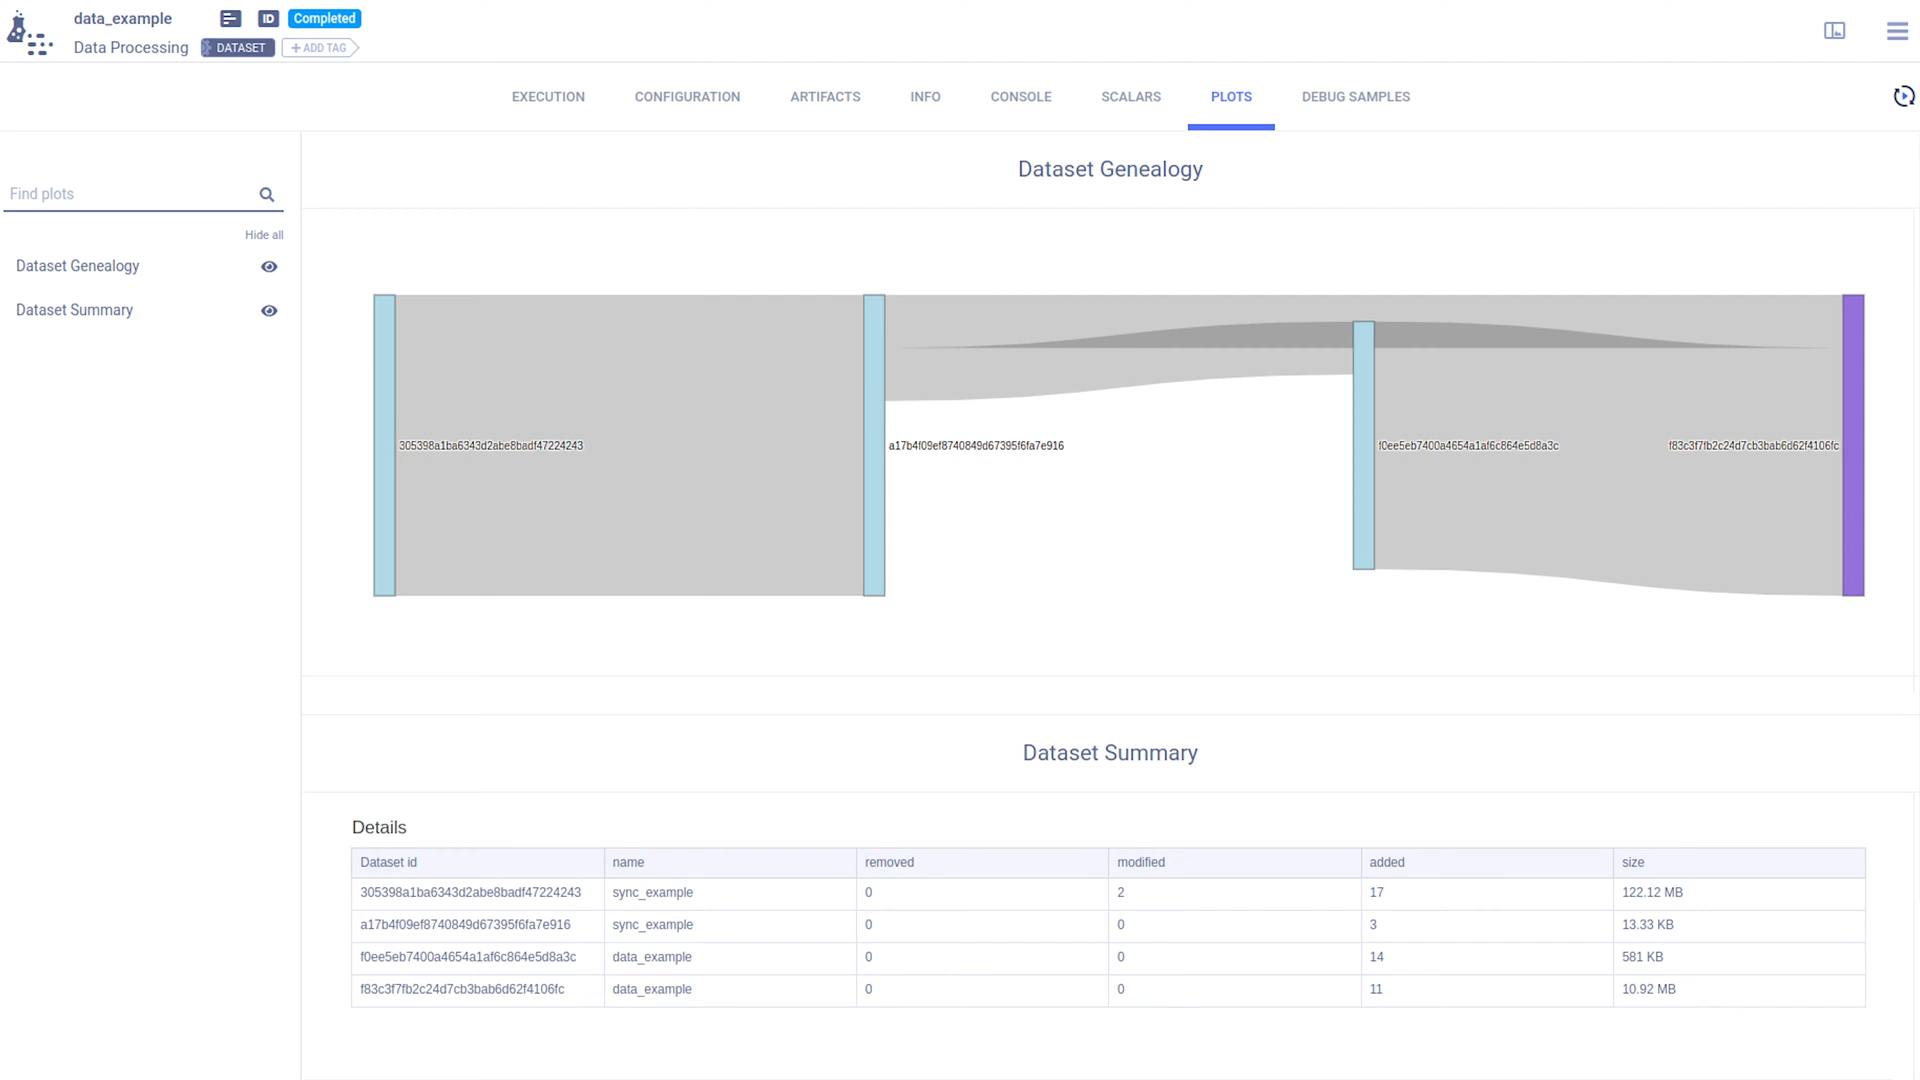 data_example
ID
Completed
Data Processing
DATASET
+ ADD TAG
EXECUTION
CONFIGURATION
ARTIFACTS
INFO
CONSOLE
SCALARS
PLOTS
DEBUG SAMPLES
Find plots
Hide all
Dataset Genealogy
Dataset Summary
Dataset Genealogy
305398a1ba6343d2abe8badf47224243
a17b4f09ef8740849d67395f6fa7e916
f0ee5eb7400a4654a1af6c864e5d8a3c
f83c3f7fb2c24d7cb3bab6d62f4106fc
Dataset Summary
Details
Dataset id name removed modified added size
305398a1ba6343d2abe8badf47224243 sync_example 0 2 17 122.12 MB
a17b4f09ef8740849d67395f6fa7e916 sync_example 0 0 3 13.33 KB
f0ee5eb7400a4654a1af6c864e5d8a3c data_example 0 0 14 581 KB
f83c3f7fb2c24d7cb3bab6d62f4106fc data_example 0 0 11 10.92 MB